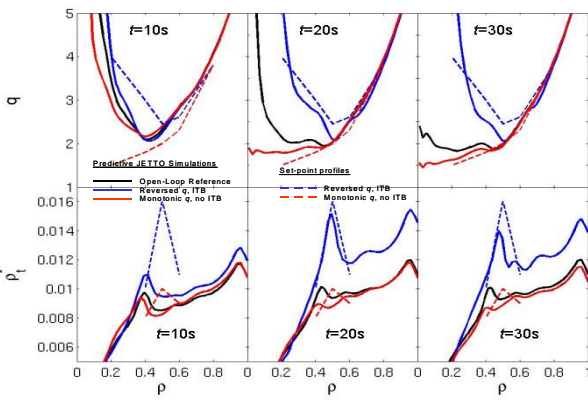 5
4
3
2
1
q
t=10s
t=20s
t=30s
Predictive JETTO Simulations
Open-Loop Reference
Reversed q, ITB
Monotonic q, no ITB
Set-point profiles
Reversed q, ITB
Monotonic q, no ITB
0.016
0.014
0.012
0.01
0.008
0.006
ρ*t
t=10s
t=20s
t=30s
0 0.2 0.4 0.6 0.8 0 0.2 0.4 0.6 0.8 0 0.2 0.4 0.6 0.8 1
ρ ρ ρ